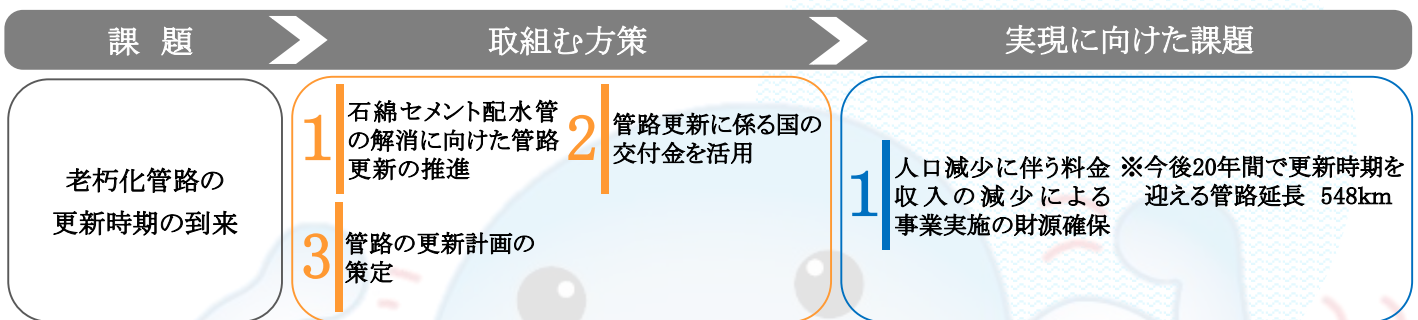 課 題
取組む方策
実現に向けた課題
老朽化管路の
更新時期の到来
1
石綿セメント配水管
の解消に向けた管路
更新の推進
2
管路更新に係る国の
交付金を活用
3
管路の更新計画の
策定
1
人口減少に伴う料金
収入の減少による
事業実施の財源確保
※今後20年間で更新時期を
迎える管路延長 548km